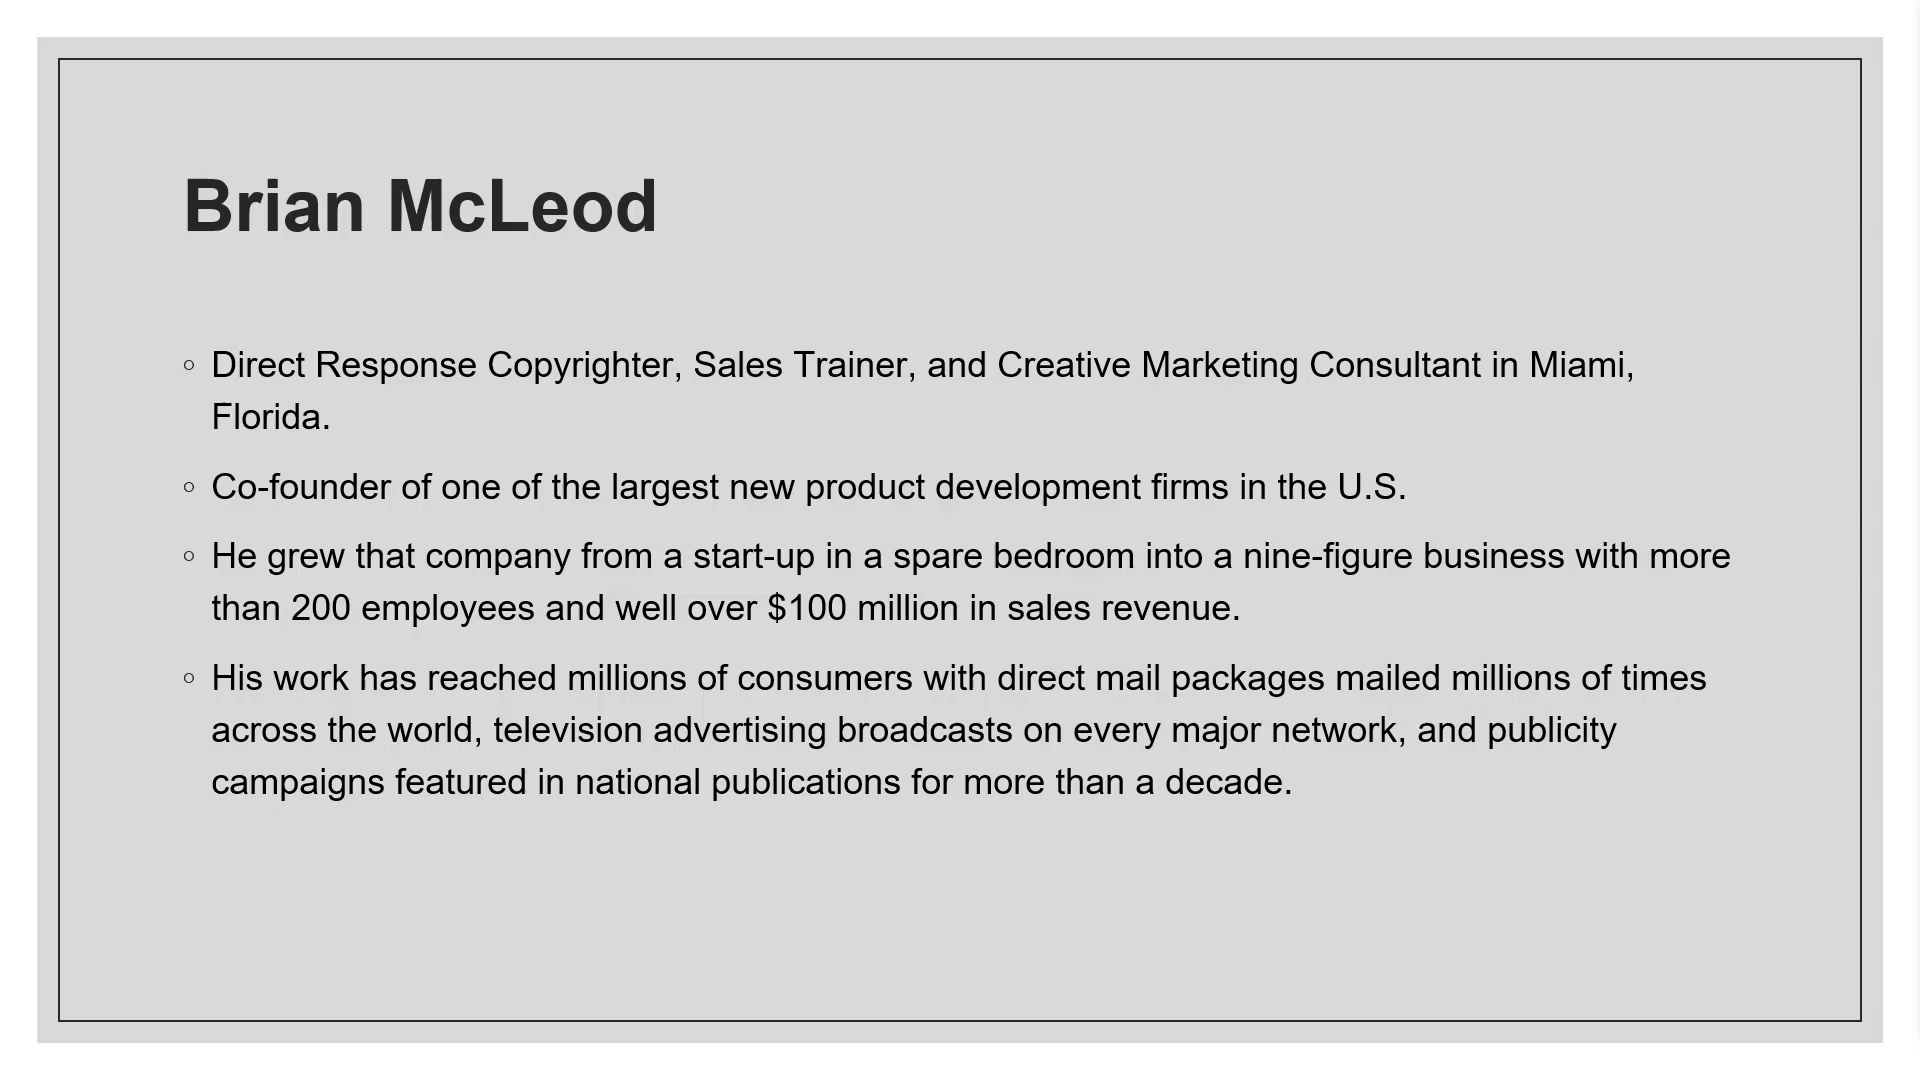 Brian McLeod
◦ Direct Response Copyrighter, Sales Trainer, and Creative Marketing Consultant in Miami,
Florida.
◦ Co-founder of one of the largest new product development firms in the U.S.
◦ He grew that company from a start-up in a spare bedroom into a nine-figure business with more
than 200 employees and well over $100 million in sales revenue.
◦ His work has reached millions of consumers with direct mail packages mailed millions of times
across the world, television advertising broadcasts on every major network, and publicity
campaigns featured in national publications for more than a decade.